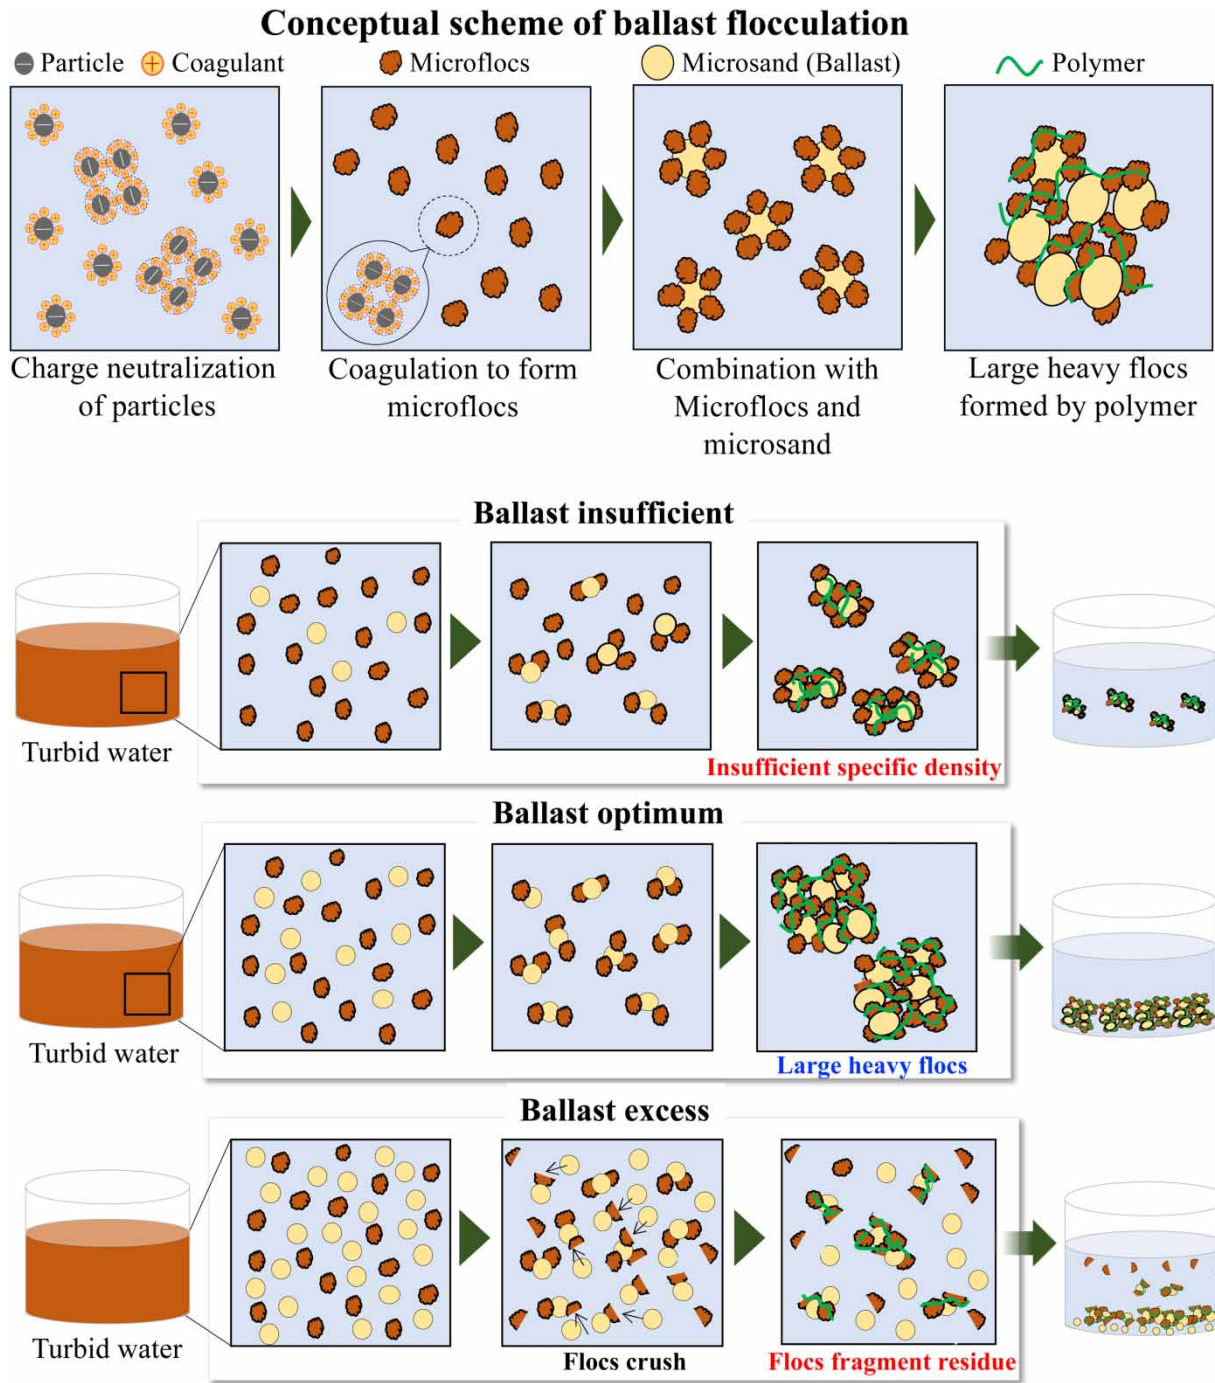 Conceptual scheme of ballast flocculation
Particle
Coagulant
Microflocs
Microsand (Ballast)
Polymer
Charge neutralization
of particles
Coagulation to form
microflocs
Combination with
Microflocs and
microsand
Large heavy flocs
formed by polymer
Ballast insufficient
Turbid water
Insufficient specific density
Ballast optimum
Turbid water
Large heavy flocs
Ballast excess
Turbid water
Flocs crush
Flocs fragment residue